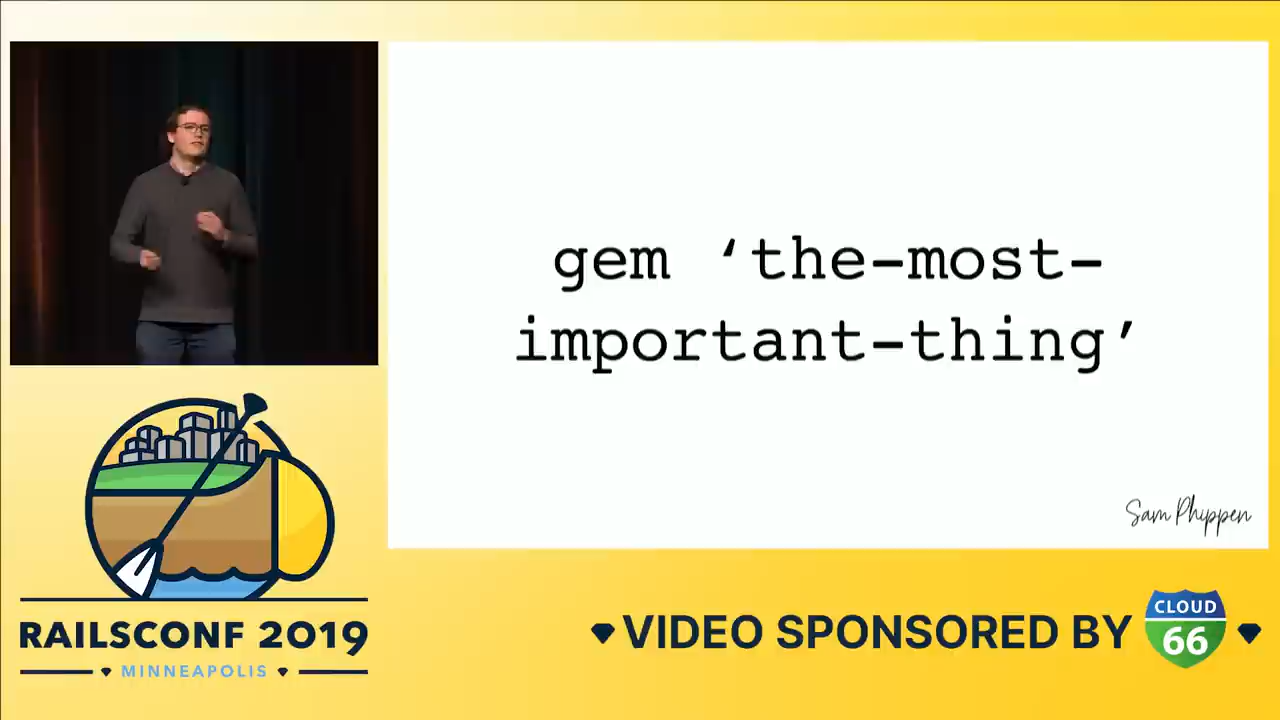 gem ‘the-most-
important-thing’
Sam Phippen
RAILSCONF 2019
MINNEAPOLIS
VIDEO SPONSORED BY
CLOUD
66